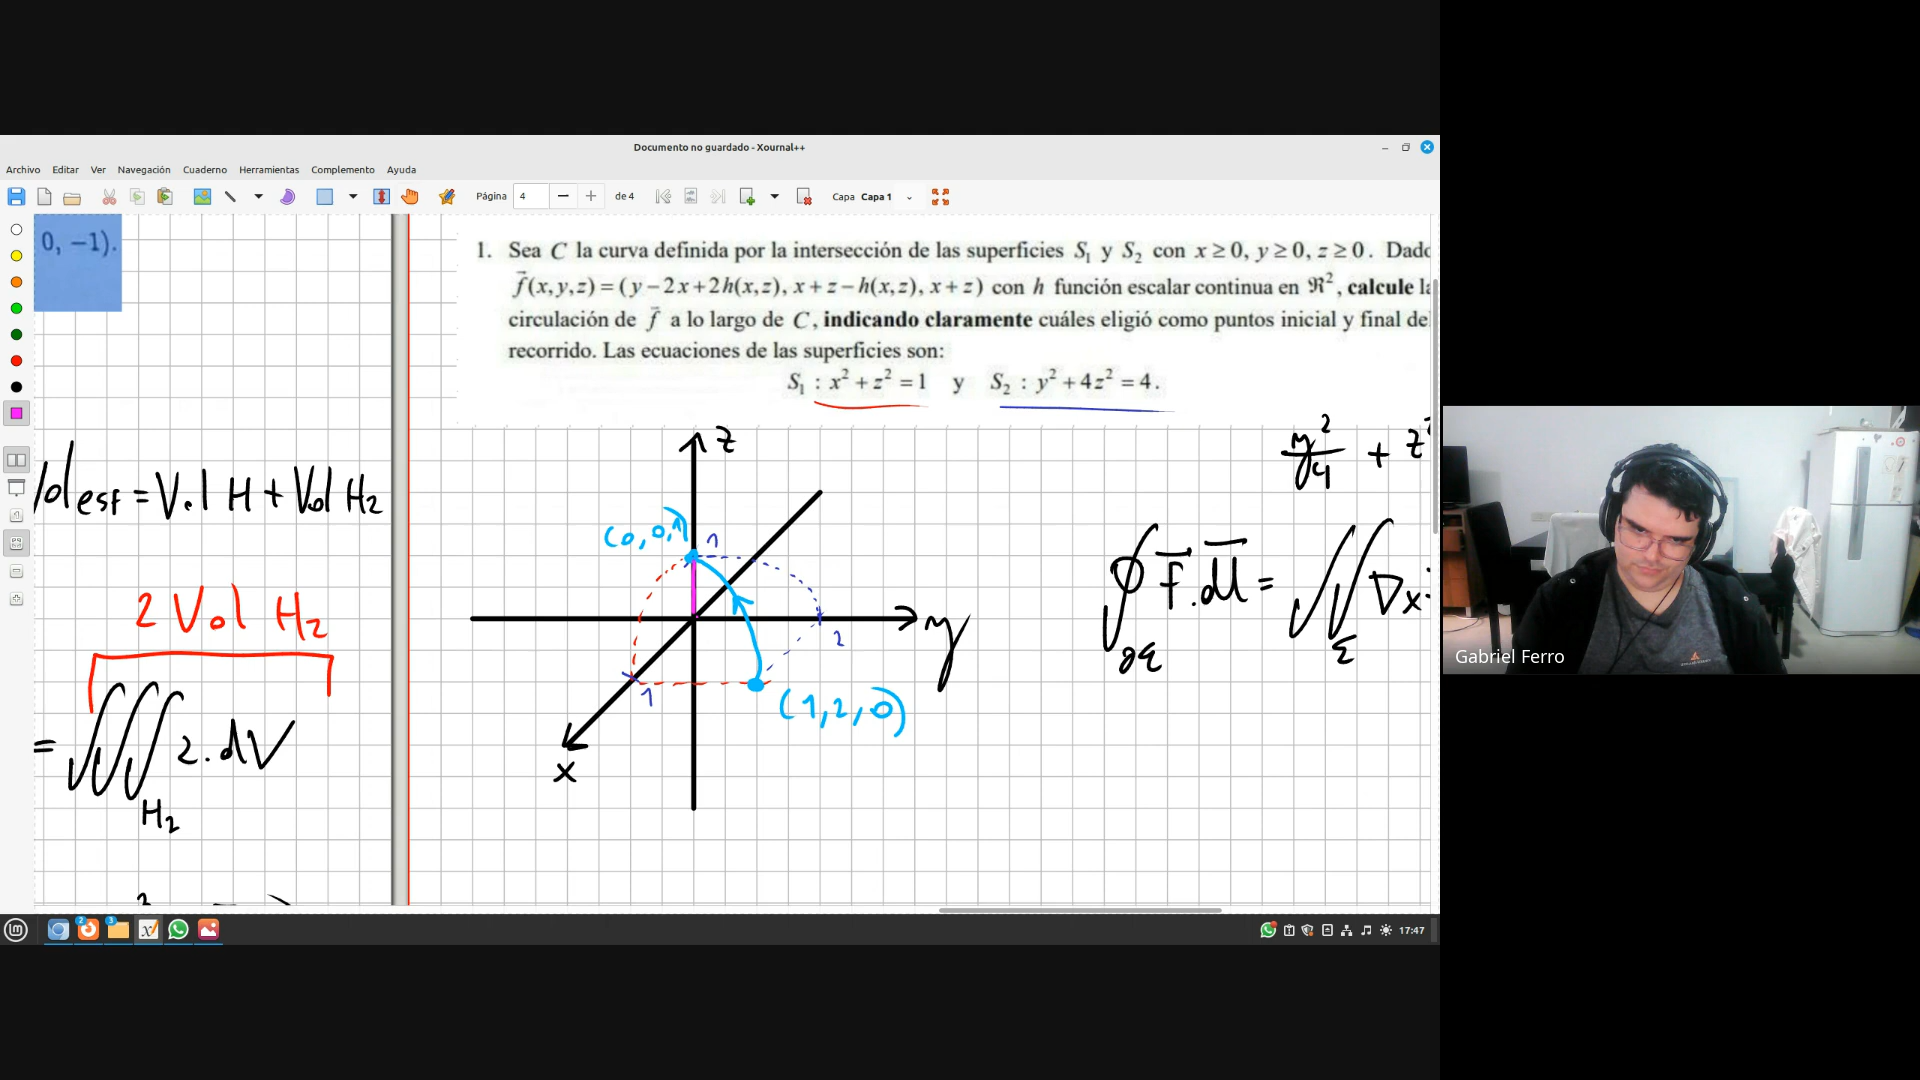 Documento no guardado - Xournal++
Archivo Editar Ver Navegación Cuaderno Herramientas Complemento Ayuda
Página 4 de 4 Capa Capa 1
0, −1).
1. Sea C la curva definida por la intersección de las superficies S₁ y S₂ con x ≥ 0, y ≥ 0, z ≥ 0. Dado
f⃗(x,y,z) = (y − 2x + 2h(x,z), x + z − h(x,z), x + z) con h función escalar continua en ℜ², calcule la
circulación de f⃗ a lo largo de C, indicando claramente cuáles eligió como puntos inicial y final del
recorrido. Las ecuaciones de las superficies son:
S₁ : x² + z² = 1 y S₂ : y² + 4z² = 4.
Vol esf = Vol H + Vol H₂
2 Vol H₂
= ∭ 2. dV
H₂
z
(0,0,1)
1
y
2
1
(1,2,0)
x
y²/4 + z²
∮ F̅ . dl̅ = ∬ ∇x
∂Σ Σ
Gabriel Ferro
2 3 17:47